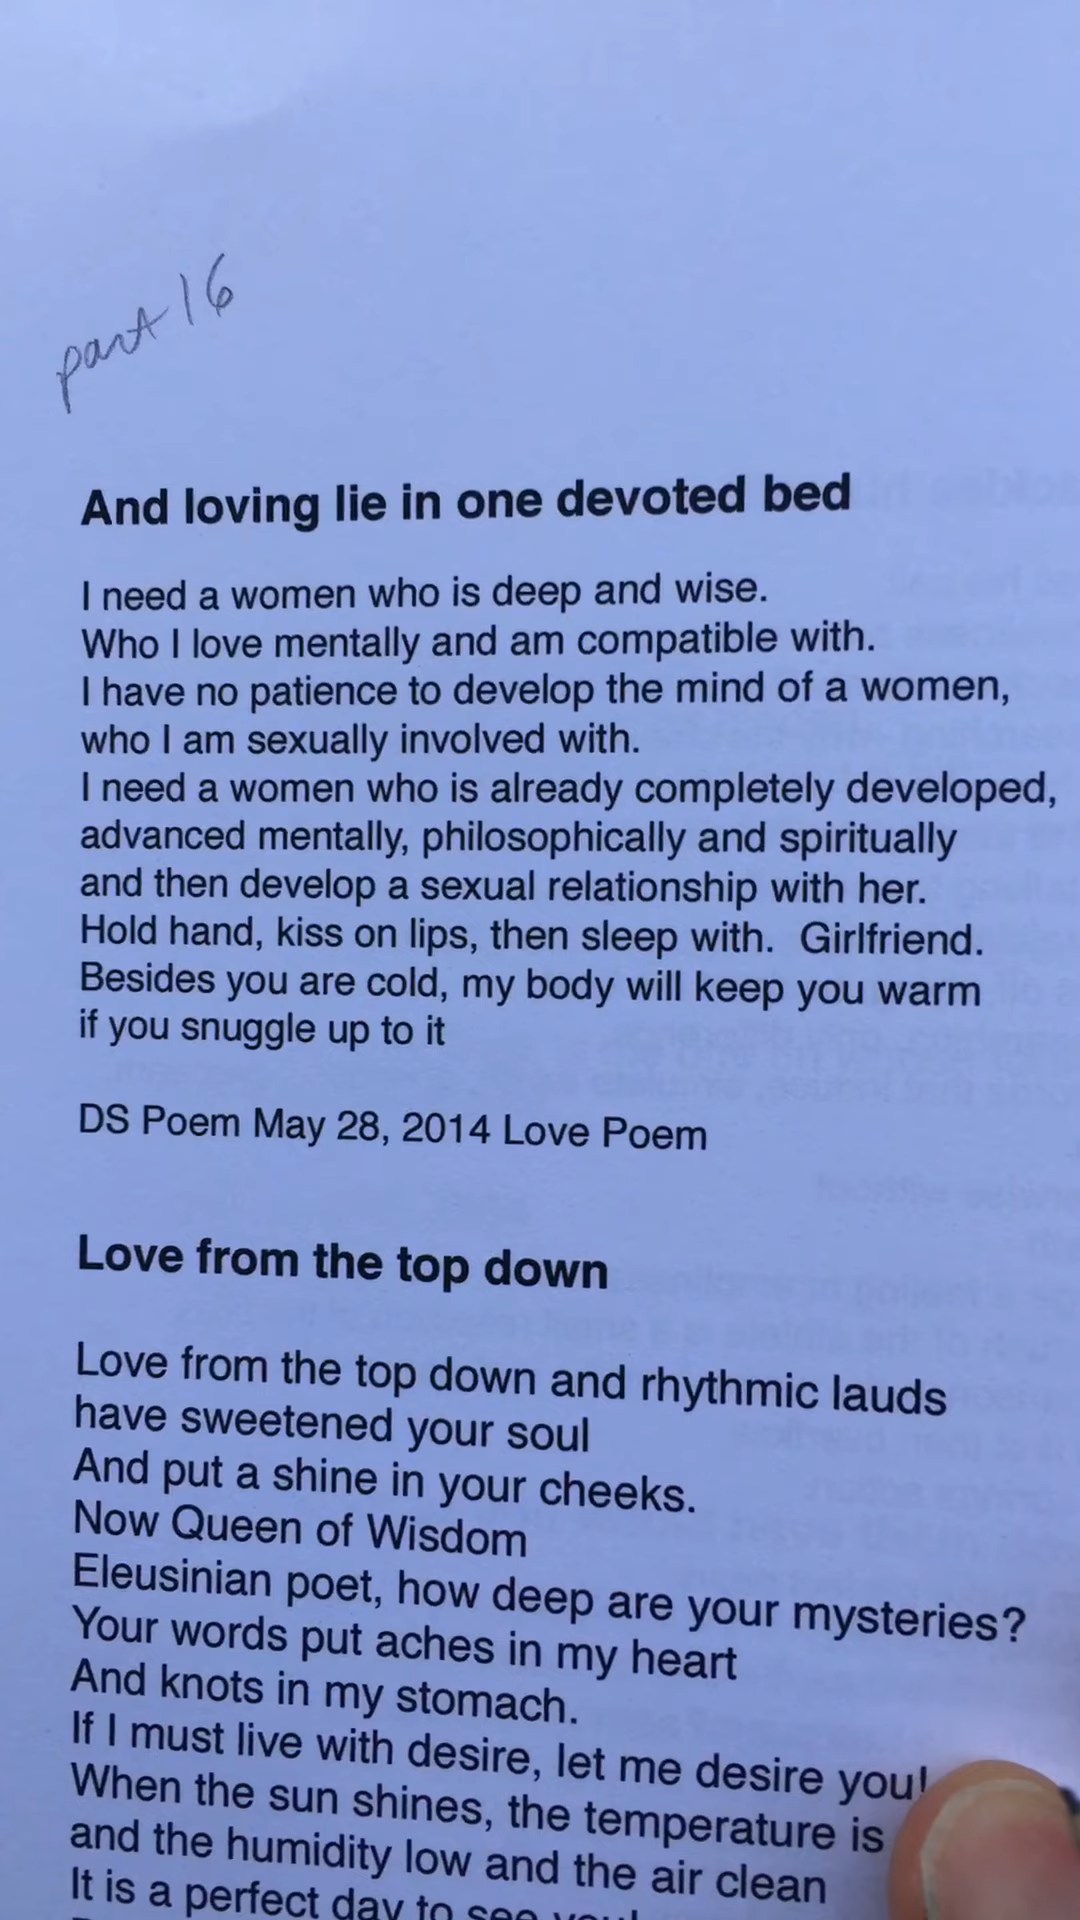 part 16
And loving lie in one devoted bed
I need a women who is deep and wise.
Who I love mentally and am compatible with.
I have no patience to develop the mind of a women,
who I am sexually involved with.
I need a women who is already completely developed,
advanced mentally, philosophically and spiritually
and then develop a sexual relationship with her.
Hold hand, kiss on lips, then sleep with. Girlfriend.
Besides you are cold, my body will keep you warm
if you snuggle up to it
DS Poem May 28, 2014 Love Poem
Love from the top down
Love from the top down and rhythmic lauds
have sweetened your soul
And put a shine in your cheeks.
Now Queen of Wisdom
Eleusinian poet, how deep are your mysteries?
Your words put aches in my heart
And knots in my stomach.
If I must live with desire, let me desire you!
When the sun shines, the temperature is
and the humidity low and the air clean
It is a perfect day to see you!